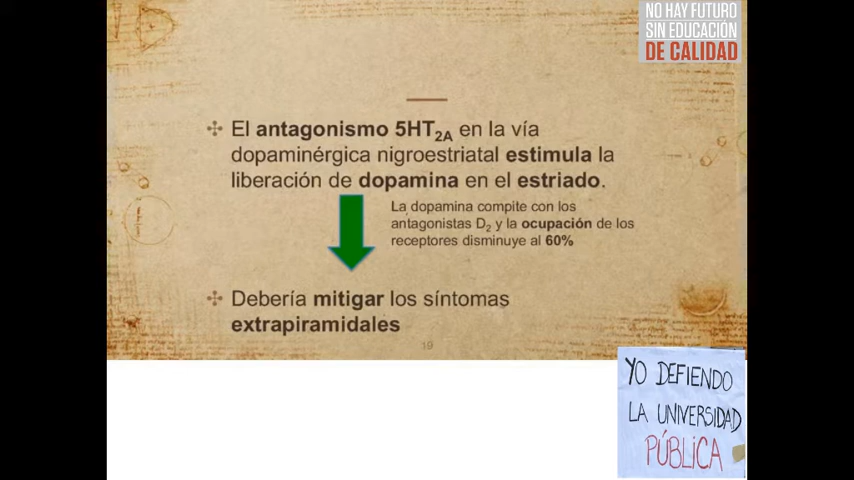 NO HAY FUTURO
SIN EDUCACIÓN
DE CALIDAD
El antagonismo 5HT2A en la vía
dopaminérgica nigroestriatal estimula la
liberación de dopamina en el estriado.
La dopamina compite con los
antagonistas D2 y la ocupación de los
receptores disminuye al 60%
Debería mitigar los síntomas
extrapiramidales
19
YO DEFIENDO
LA UNIVERSIDAD
PÚBLICA